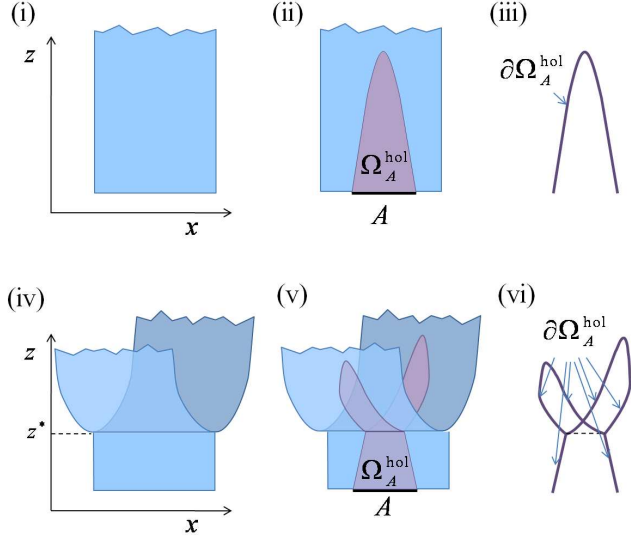 (i)
z
x
(ii)
Ω_A^hol
A
(iii)
∂Ω_A^hol
(iv)
z
z*
x
(v)
Ω_A^hol
A
(vi)
∂Ω_A^hol